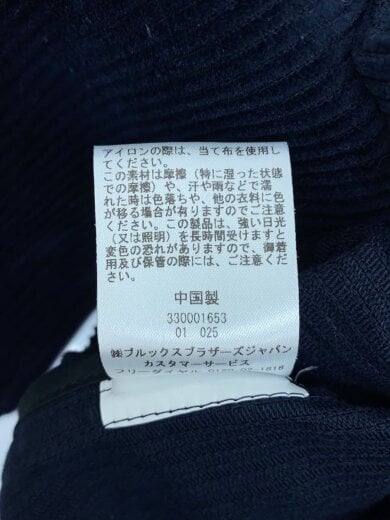 アイロンの際は、当て布を使用し
てください。
この素材は摩擦（特に湿った状態
での摩擦）や、汗や雨などで濡
れた時は色落ちや、他の衣料に色
が移る場合が有りますのでご注意
ください。この製品は、強い日光
（又は照明）を長時間受けますと
変色の恐れがありますので、御着
用及び保管の際には、ご注意くだ
さい。
中国製
330001653
01 025
㈱ブルックスブラザーズジャパン
カスタマーサービス
フリーダイヤル